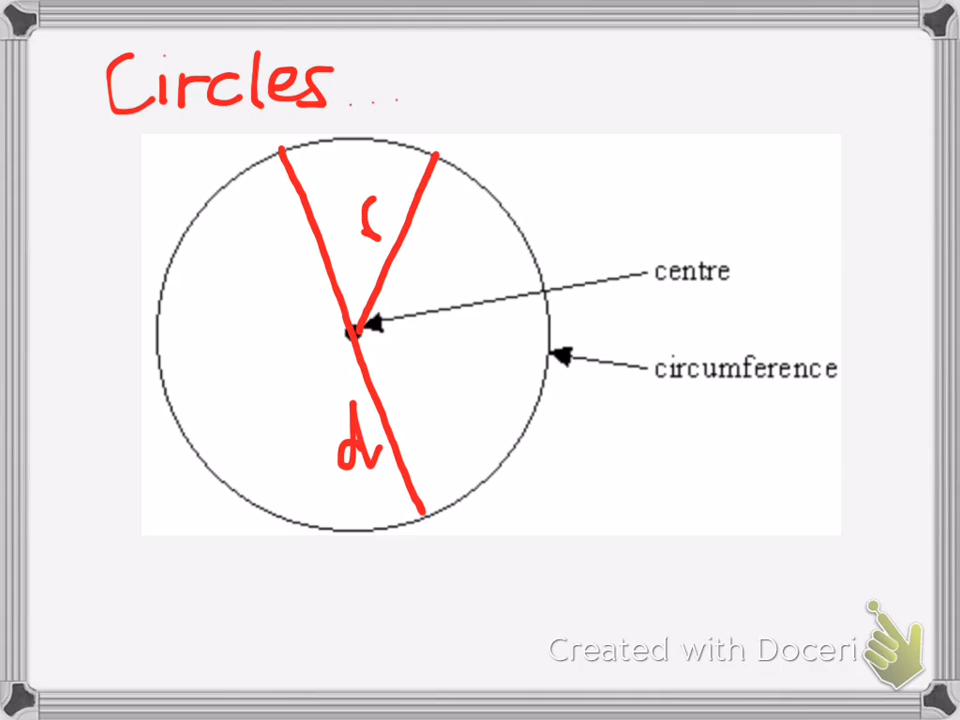 Circles...
r
centre
circumference
d
Created with Doceri